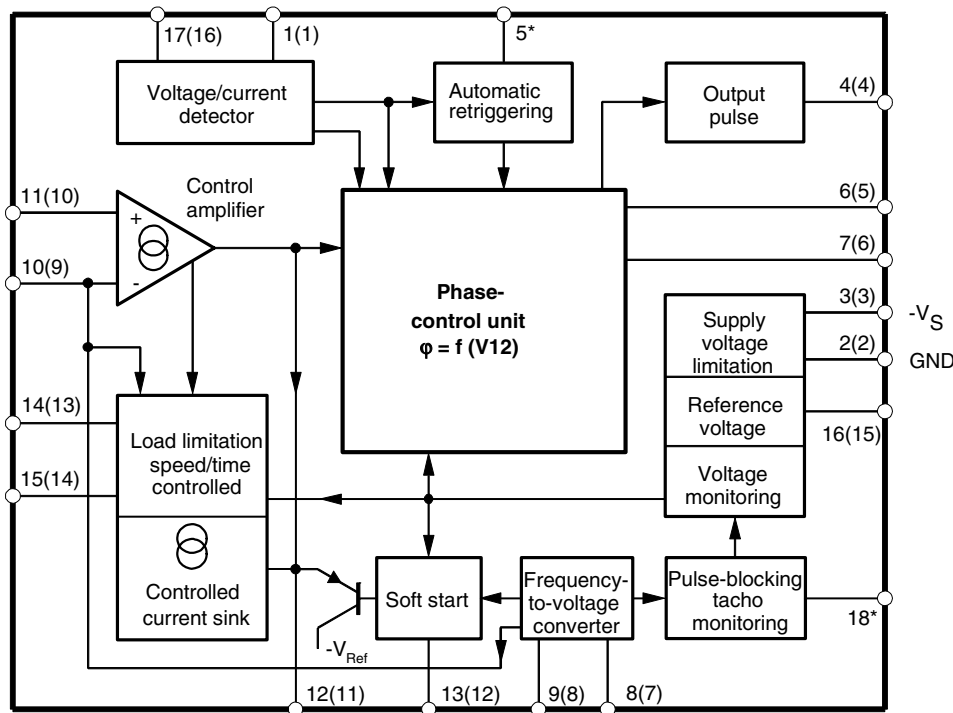 17(16)
1(1)
5*
Voltage/current
detector
Automatic
retriggering
Output
pulse
4(4)
11(10)
Control
amplifier
+
-
10(9)
6(5)
7(6)
Phase-
control unit
φ = f (V12)
3(3)
-VS
2(2)
GND
Supply
voltage
limitation
Reference
voltage
16(15)
Voltage
monitoring
14(13)
15(14)
Load limitation
speed/time
controlled
Controlled
current sink
-VRef
Soft start
Frequency-
to-voltage
converter
Pulse-blocking
tacho
monitoring
18*
12(11)
13(12)
9(8)
8(7)